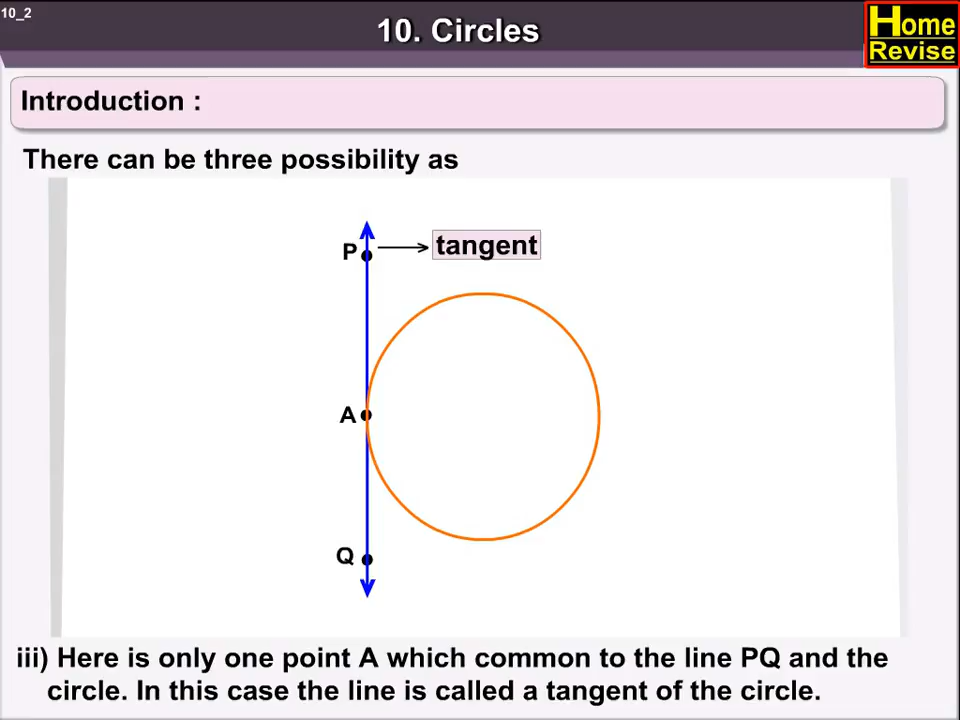 10_2
10. Circles
Home
Revise
Introduction :
There can be three possibility as
P
tangent
A
Q
iii) Here is only one point A which common to the line PQ and the
circle. In this case the line is called a tangent of the circle.